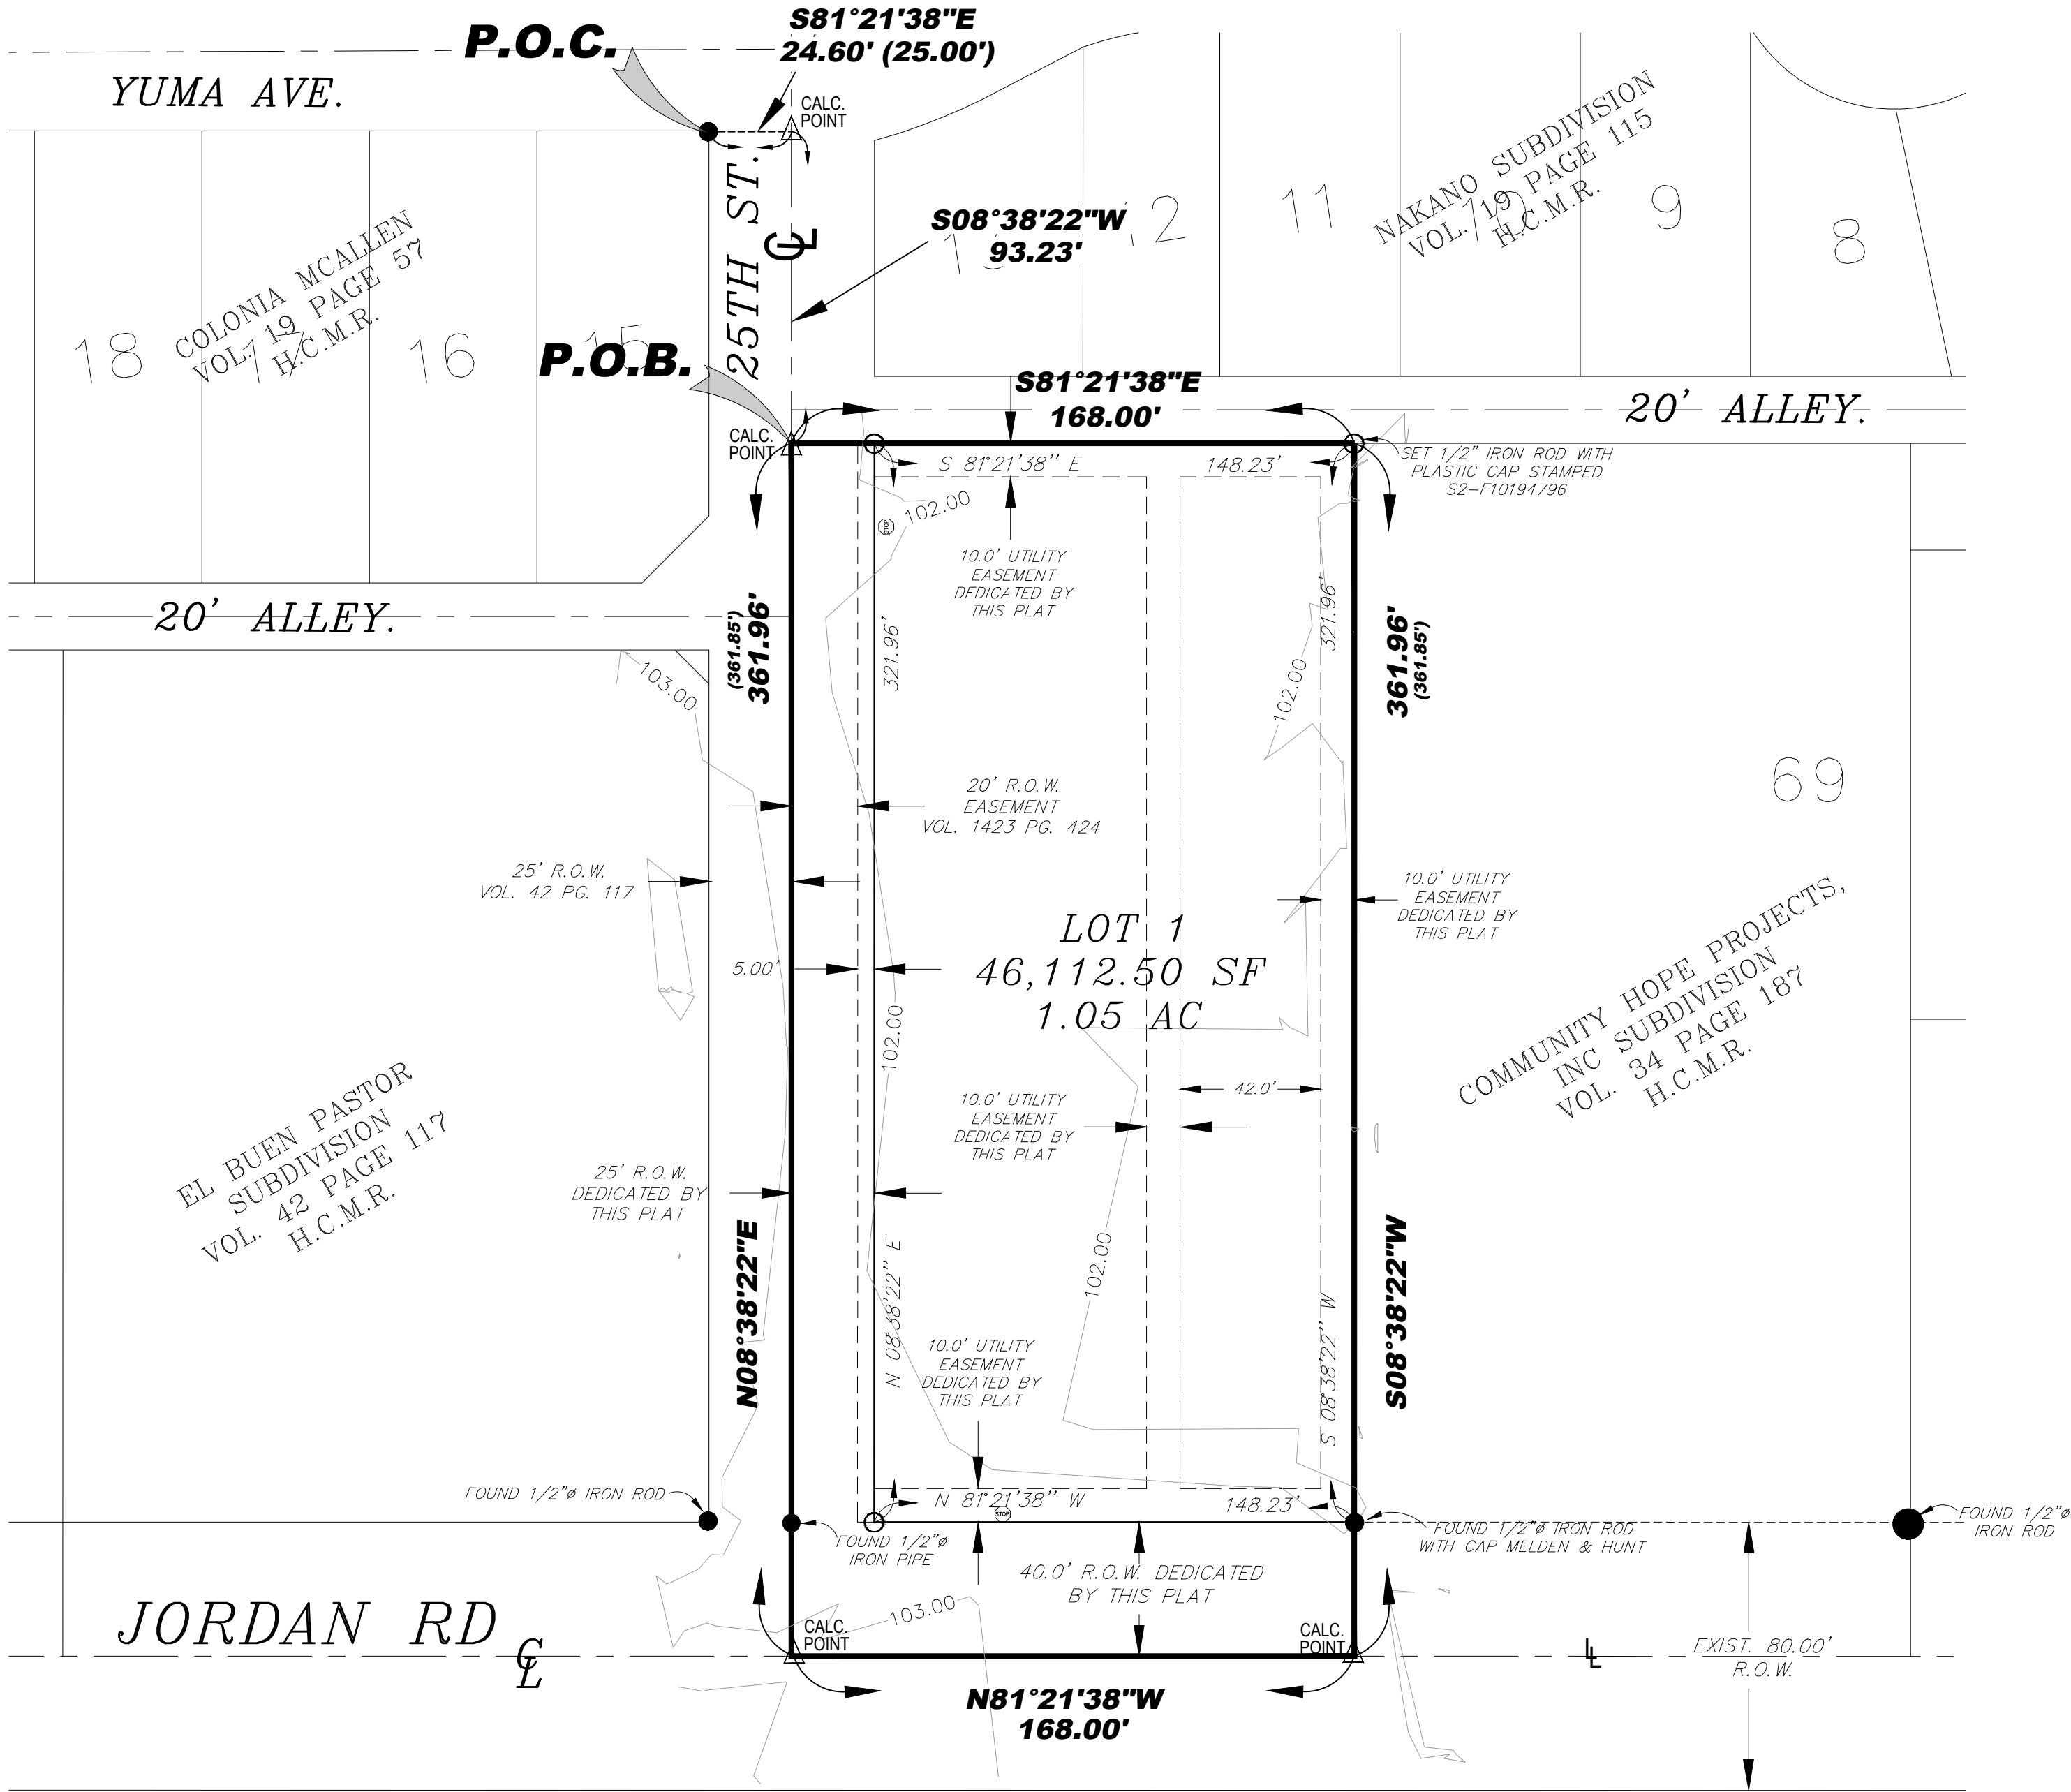 S81°21'38"E
24.60' (25.00')
P.O.C.
YUMA AVE.
CALC.
POINT
25TH ST.
S08°38'22"W
93.23'
12
11
10
9
8
NAKANO SUBDIVISION
VOL. 19 PAGE 115
H.C.M.R.
COLONIA MCALLEN
VOL. 19 PAGE 57
H.C.M.R.
18
17
16
15
P.O.B.
S81°21'38"E
168.00'
20' ALLEY.
CALC.
POINT
S 81°21'38" E
148.23'
SET 1/2" IRON ROD WITH
PLASTIC CAP STAMPED
S2-F10194796
102.00
STOP
10.0' UTILITY
EASEMENT
DEDICATED BY
THIS PLAT
20' ALLEY.
(361.85')
361.96'
321.96'
321.96'
361.96'
(361.85')
103.00
102.00
69
20' R.O.W.
EASEMENT
VOL. 1423 PG. 424
25' R.O.W.
VOL. 42 PG. 117
10.0' UTILITY
EASEMENT
DEDICATED BY
THIS PLAT
LOT 1
46,112.50 SF
1.05 AC
5.00'
102.00
COMMUNITY HOPE PROJECTS,
INC SUBDIVISION
VOL. 34 PAGE 187
H.C.M.R.
42.0'
10.0' UTILITY
EASEMENT
DEDICATED BY
THIS PLAT
EL BUEN PASTOR
SUBDIVISION
VOL. 42 PAGE 117
H.C.M.R.
25' R.O.W.
DEDICATED BY
THIS PLAT
N08°38'22"E
N 08°38'22" E
102.00
S 08°38'22" W
S08°38'22"W
10.0' UTILITY
EASEMENT
DEDICATED BY
THIS PLAT
FOUND 1/2"ø IRON ROD
N 81°21'38" W
148.23'
STOP
FOUND 1/2"ø
IRON PIPE
FOUND 1/2"ø IRON ROD
WITH CAP MELDEN & HUNT
FOUND 1/2"ø
IRON ROD
40.0' R.O.W. DEDICATED
BY THIS PLAT
103.00
JORDAN RD
CALC.
POINT
CALC.
POINT
EXIST. 80.00'
R.O.W.
N81°21'38"W
168.00'